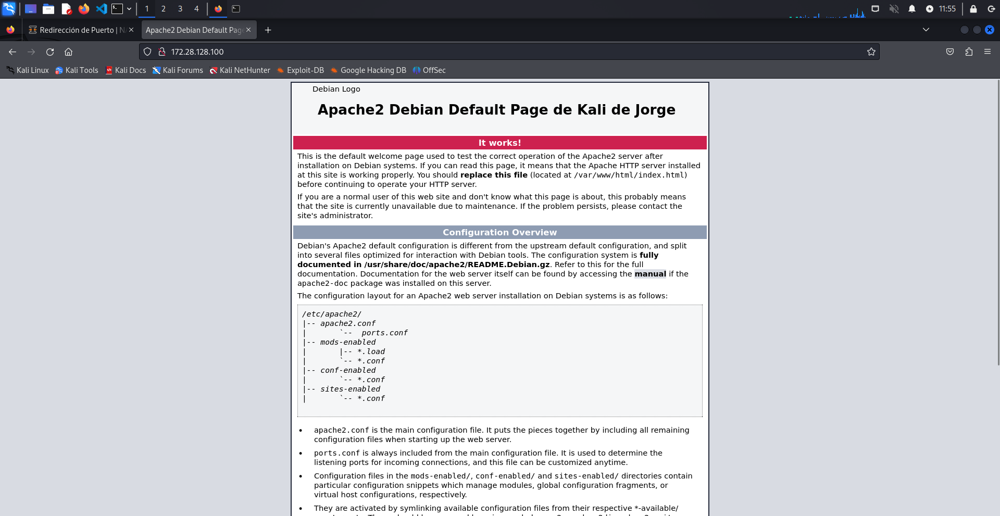 1 2 3 4 11:55
Redirección de Puerto | NA
Apache2 Debian Default Page
172.28.128.100
Kali Linux Kali Tools Kali Docs Kali Forums Kali NetHunter Exploit-DB Google Hacking DB OffSec
Debian Logo
Apache2 Debian Default Page de Kali de Jorge
It works!
This is the default welcome page used to test the correct operation of the Apache2 server after
installation on Debian systems. If you can read this page, it means that the Apache HTTP server installed
at this site is working properly. You should replace this file (located at /var/www/html/index.html)
before continuing to operate your HTTP server.
If you are a normal user of this web site and don't know what this page is about, this probably means
that the site is currently unavailable due to maintenance. If the problem persists, please contact the
site's administrator.
Configuration Overview
Debian's Apache2 default configuration is different from the upstream default configuration, and split
into several files optimized for interaction with Debian tools. The configuration system is fully
documented in /usr/share/doc/apache2/README.Debian.gz. Refer to this for the full
documentation. Documentation for the web server itself can be found by accessing the manual if the
apache2-doc package was installed on this server.
The configuration layout for an Apache2 web server installation on Debian systems is as follows:
/etc/apache2/
|-- apache2.conf
|       `--  ports.conf
|-- mods-enabled
|       |-- *.load
|       `-- *.conf
|-- conf-enabled
|       `-- *.conf
|-- sites-enabled
|       `-- *.conf
• apache2.conf is the main configuration file. It puts the pieces together by including all remaining
configuration files when starting up the web server.
• ports.conf is always included from the main configuration file. It is used to determine the
listening ports for incoming connections, and this file can be customized anytime.
• Configuration files in the mods-enabled/, conf-enabled/ and sites-enabled/ directories contain
particular configuration snippets which manage modules, global configuration fragments, or
virtual host configurations, respectively.
• They are activated by symlinking available configuration files from their respective *-available/